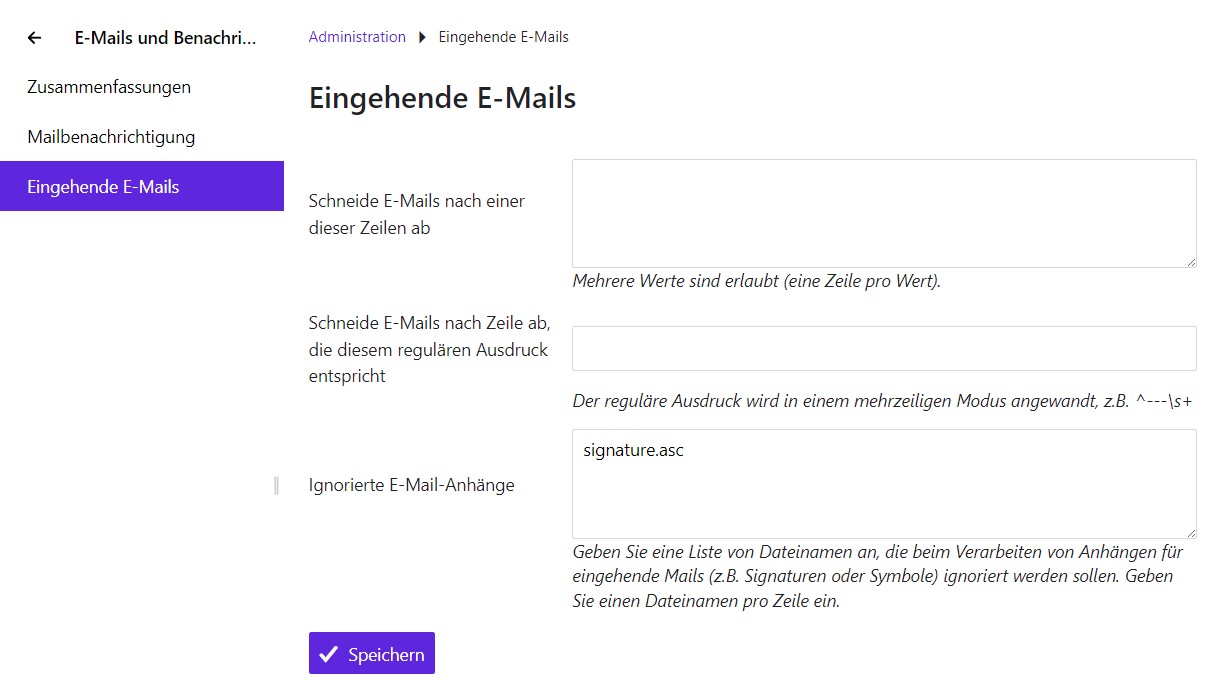 E-Mails und Benachri...
Zusammenfassungen
Mailbenachrichtigung
Eingehende E-Mails
Administration Eingehende E-Mails
Eingehende E-Mails
Schneide E-Mails nach einer
dieser Zeilen ab
Mehrere Werte sind erlaubt (eine Zeile pro Wert).
Schneide E-Mails nach Zeile ab,
die diesem regulären Ausdruck
entspricht
Der reguläre Ausdruck wird in einem mehrzeiligen Modus angewandt, z.B. ^---\s+
Ignorierte E-Mail-Anhänge
signature.asc
Geben Sie eine Liste von Dateinamen an, die beim Verarbeiten von Anhängen für
eingehende Mails (z.B. Signaturen oder Symbole) ignoriert werden sollen. Geben
Sie einen Dateinamen pro Zeile ein.
Speichern